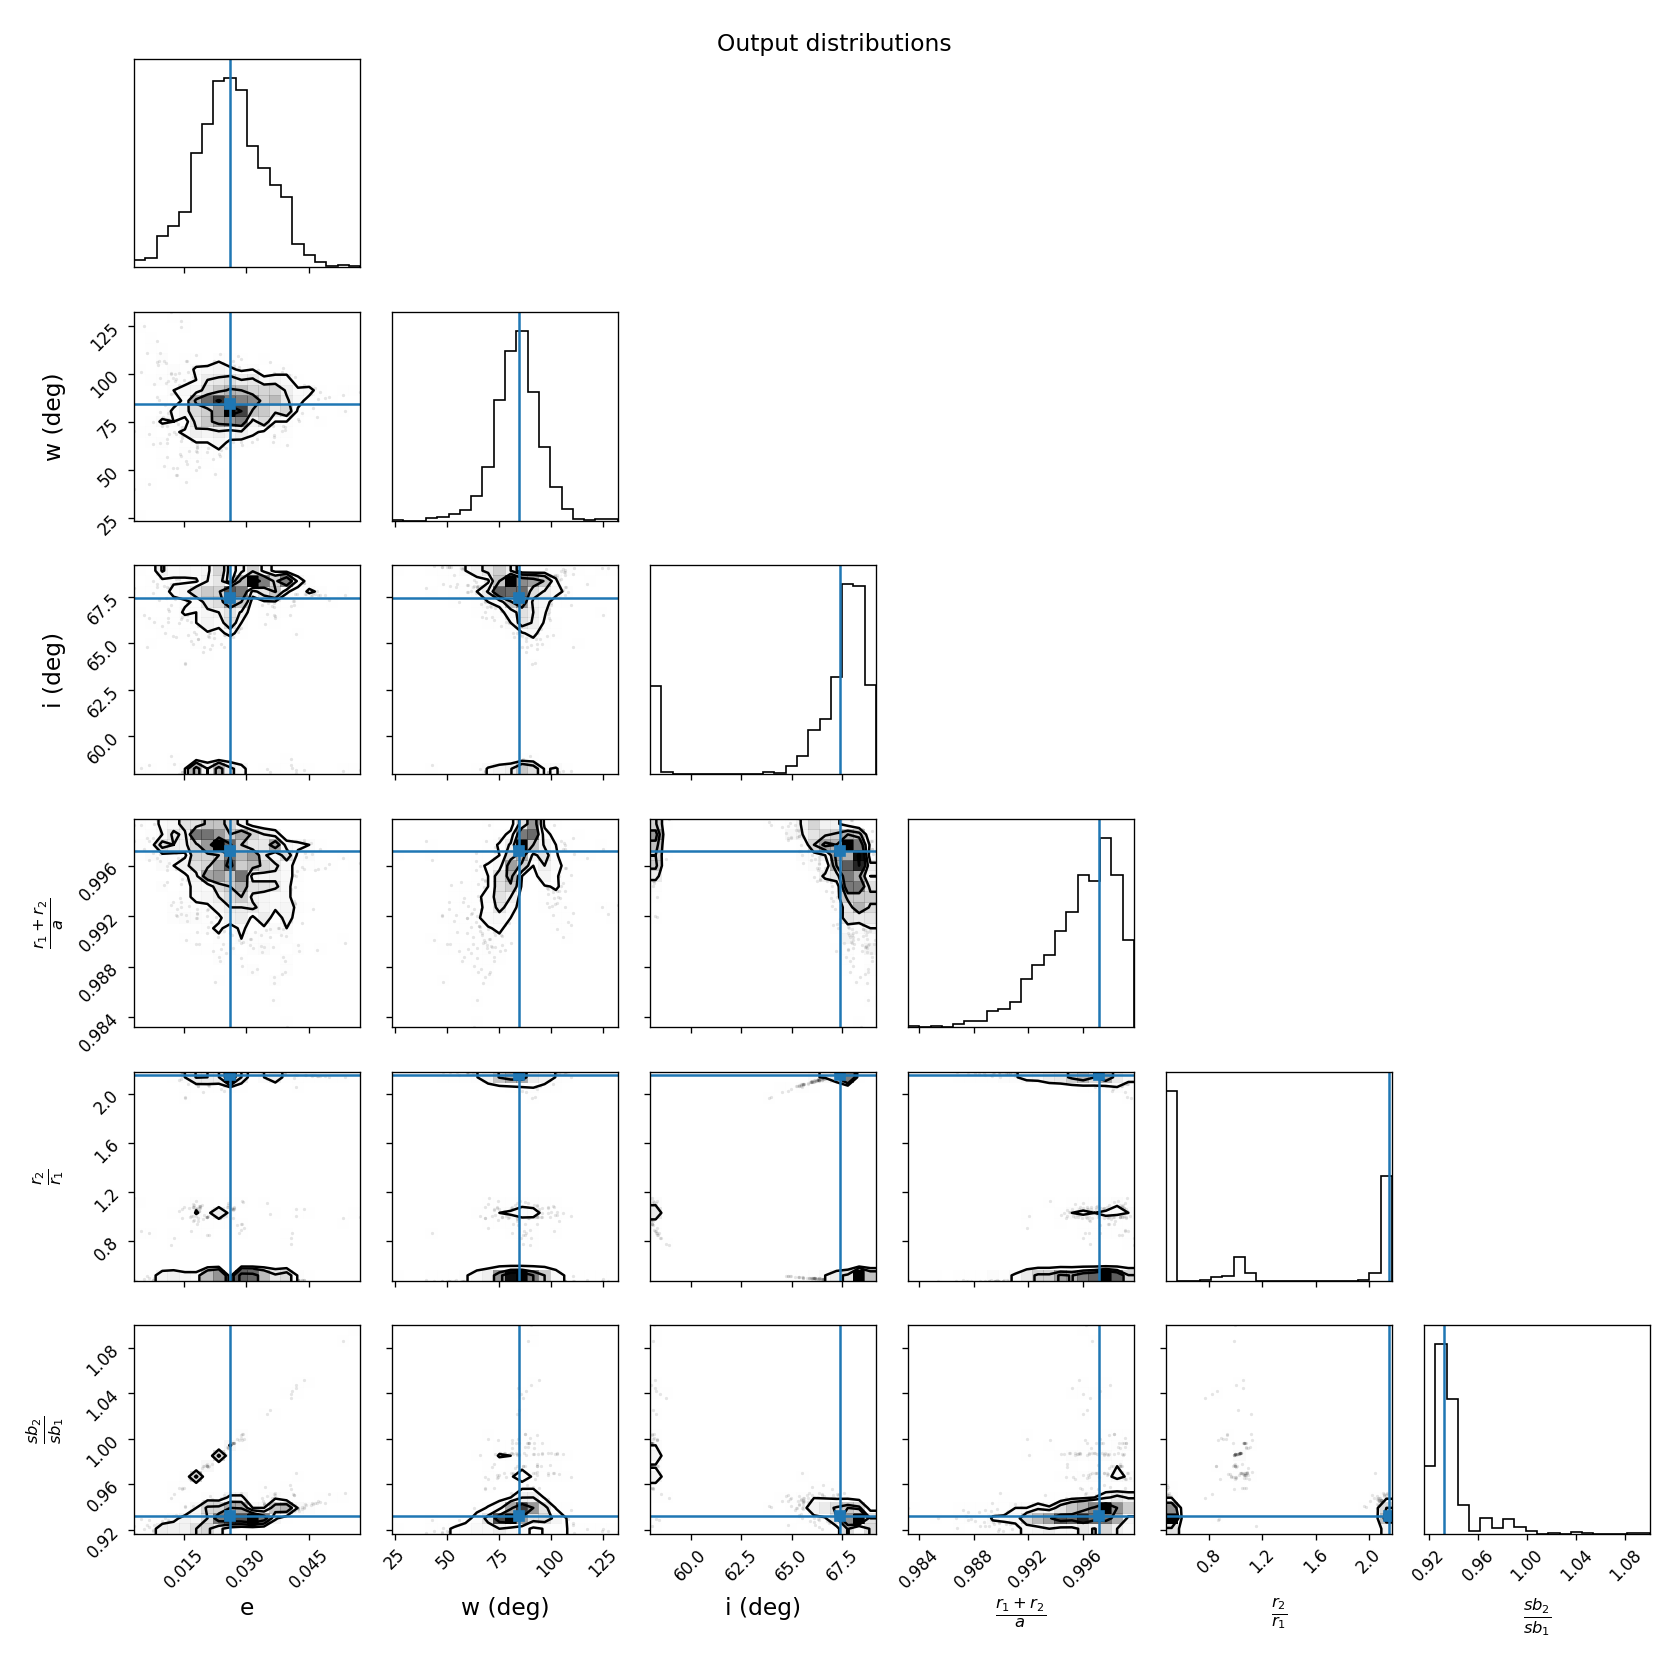 Output distributions
w (deg)
125
100
75
50
25
i (deg)
67.5
65.0
62.5
60.0
r1 + r2
a
0.996
0.992
0.988
0.984
r2
r1
2.0
1.6
1.2
0.8
sb2
sb1
1.08
1.04
1.00
0.96
0.92
0.015 0.030 0.045 25 50 75 100 125 60.0 62.5 65.0 67.5 0.984 0.988 0.992 0.996 0.8 1.2 1.6 2.0 0.92 0.96 1.00 1.04 1.08
e w (deg) i (deg) r1 + r2 / a r2 / r1 sb2 / sb1